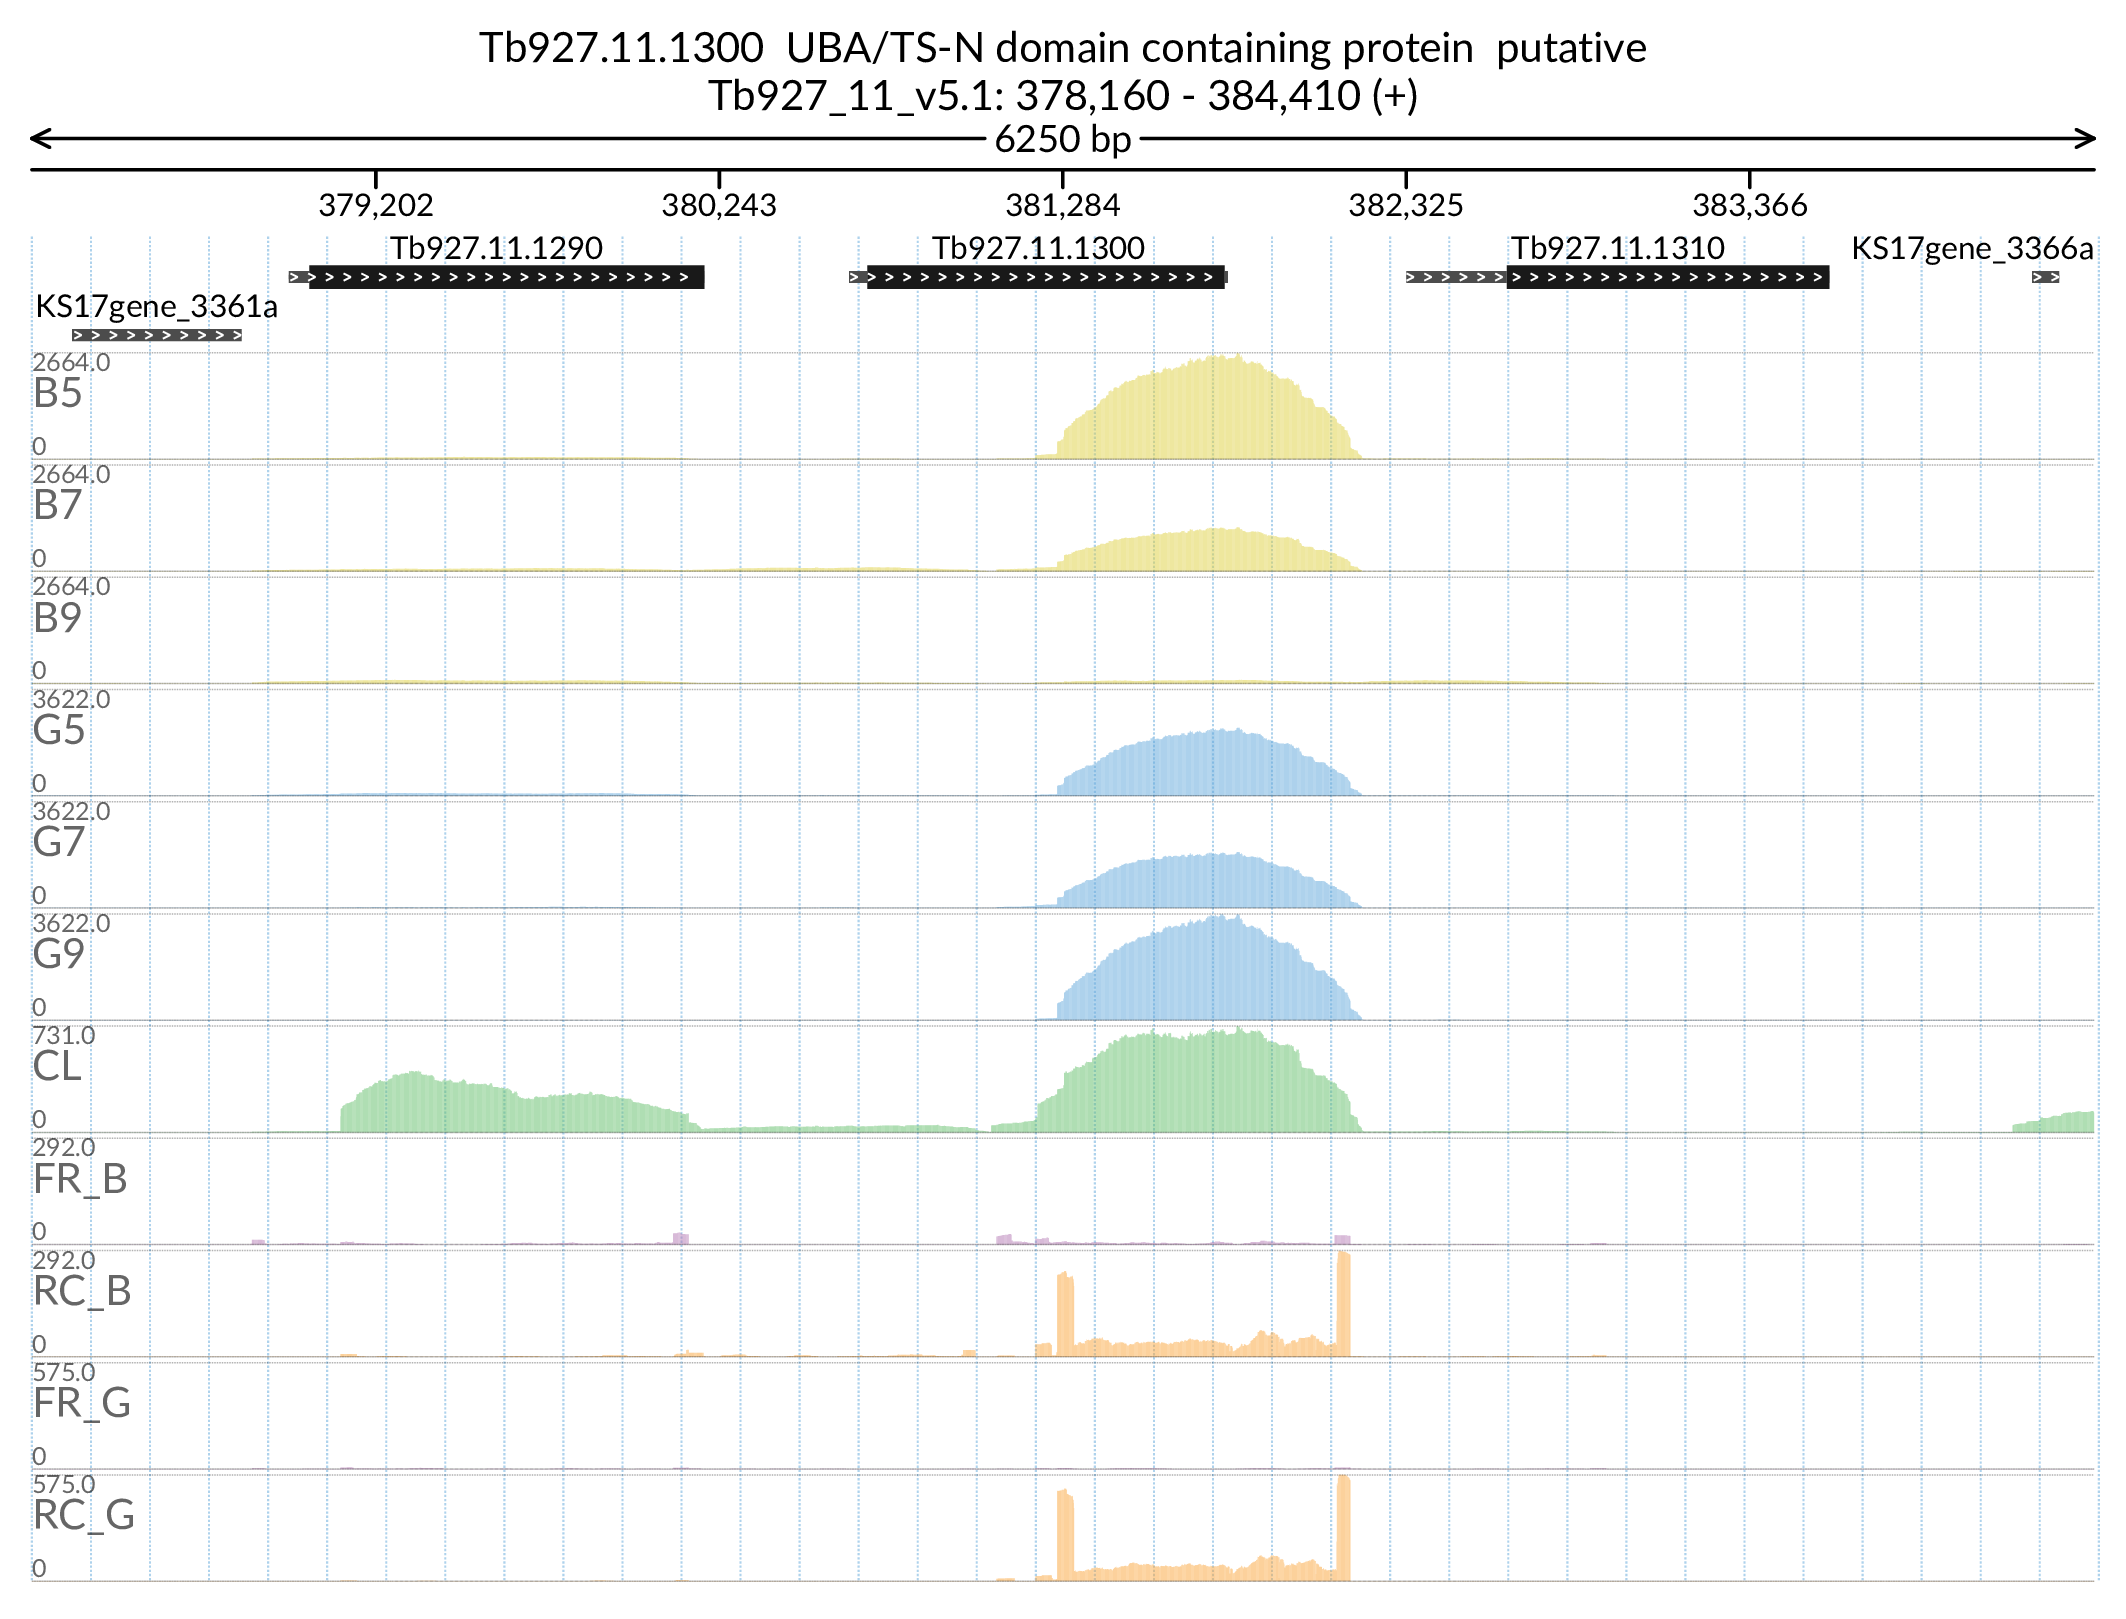 Tb927.11.1300 UBA/TS-N domain containing protein putative
Tb927_11_v5.1: 378,160 - 384,410 (+)
6250 bp
379,202 380,243 381,284 382,325 383,366
Tb927.11.1290 Tb927.11.1300 Tb927.11.1310 KS17gene_3366a
KS17gene_3361a
2664.0
B5
0
2664.0
B7
0
2664.0
B9
0
3622.0
G5
0
3622.0
G7
0
3622.0
G9
0
731.0
CL
0
292.0
FR_B
0
292.0
RC_B
0
575.0
FR_G
0
575.0
RC_G
0